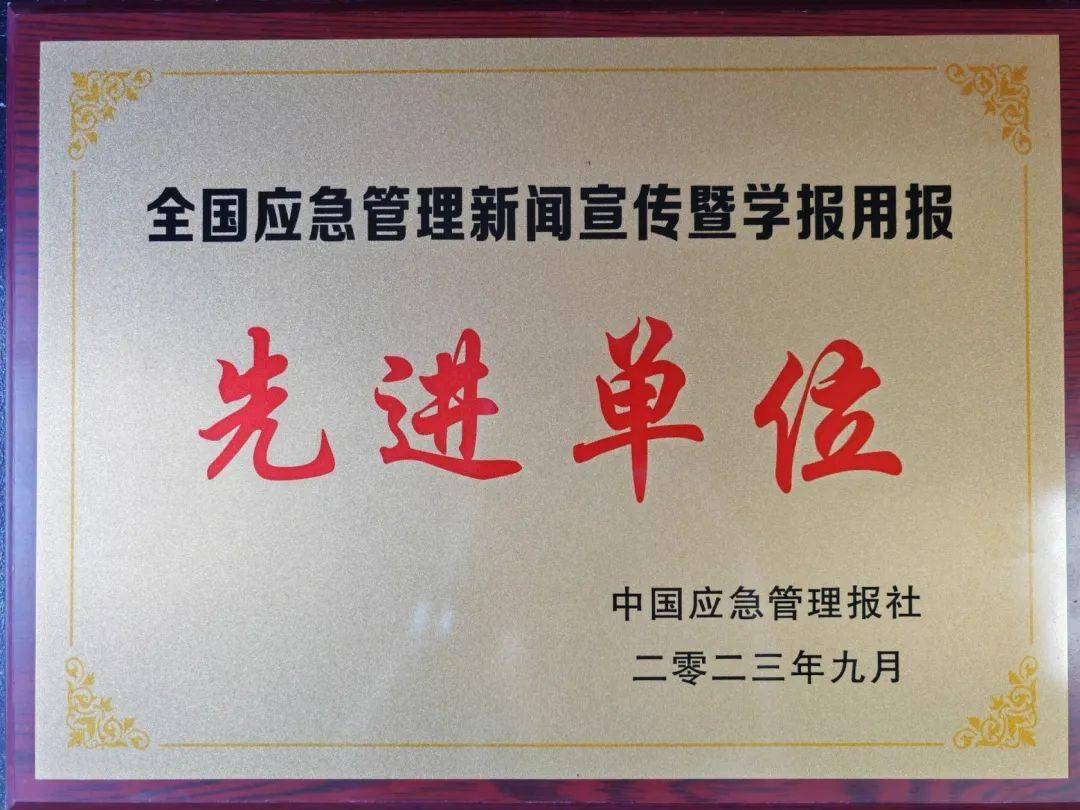 全国应急管理新闻宣传暨学报用报
先进单位
中国应急管理报社
二零二三年九月